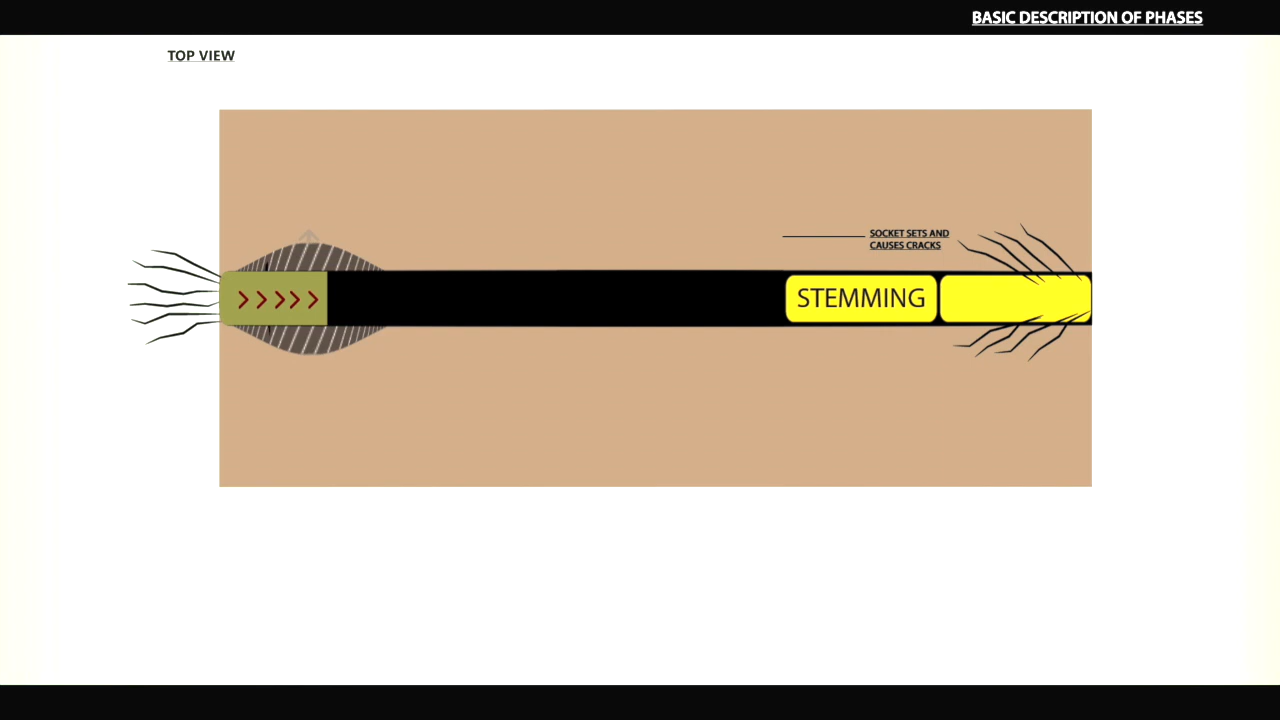 BASIC DESCRIPTION OF PHASES
TOP VIEW
SOCKET SETS AND
CAUSES CRACKS
STEMMING